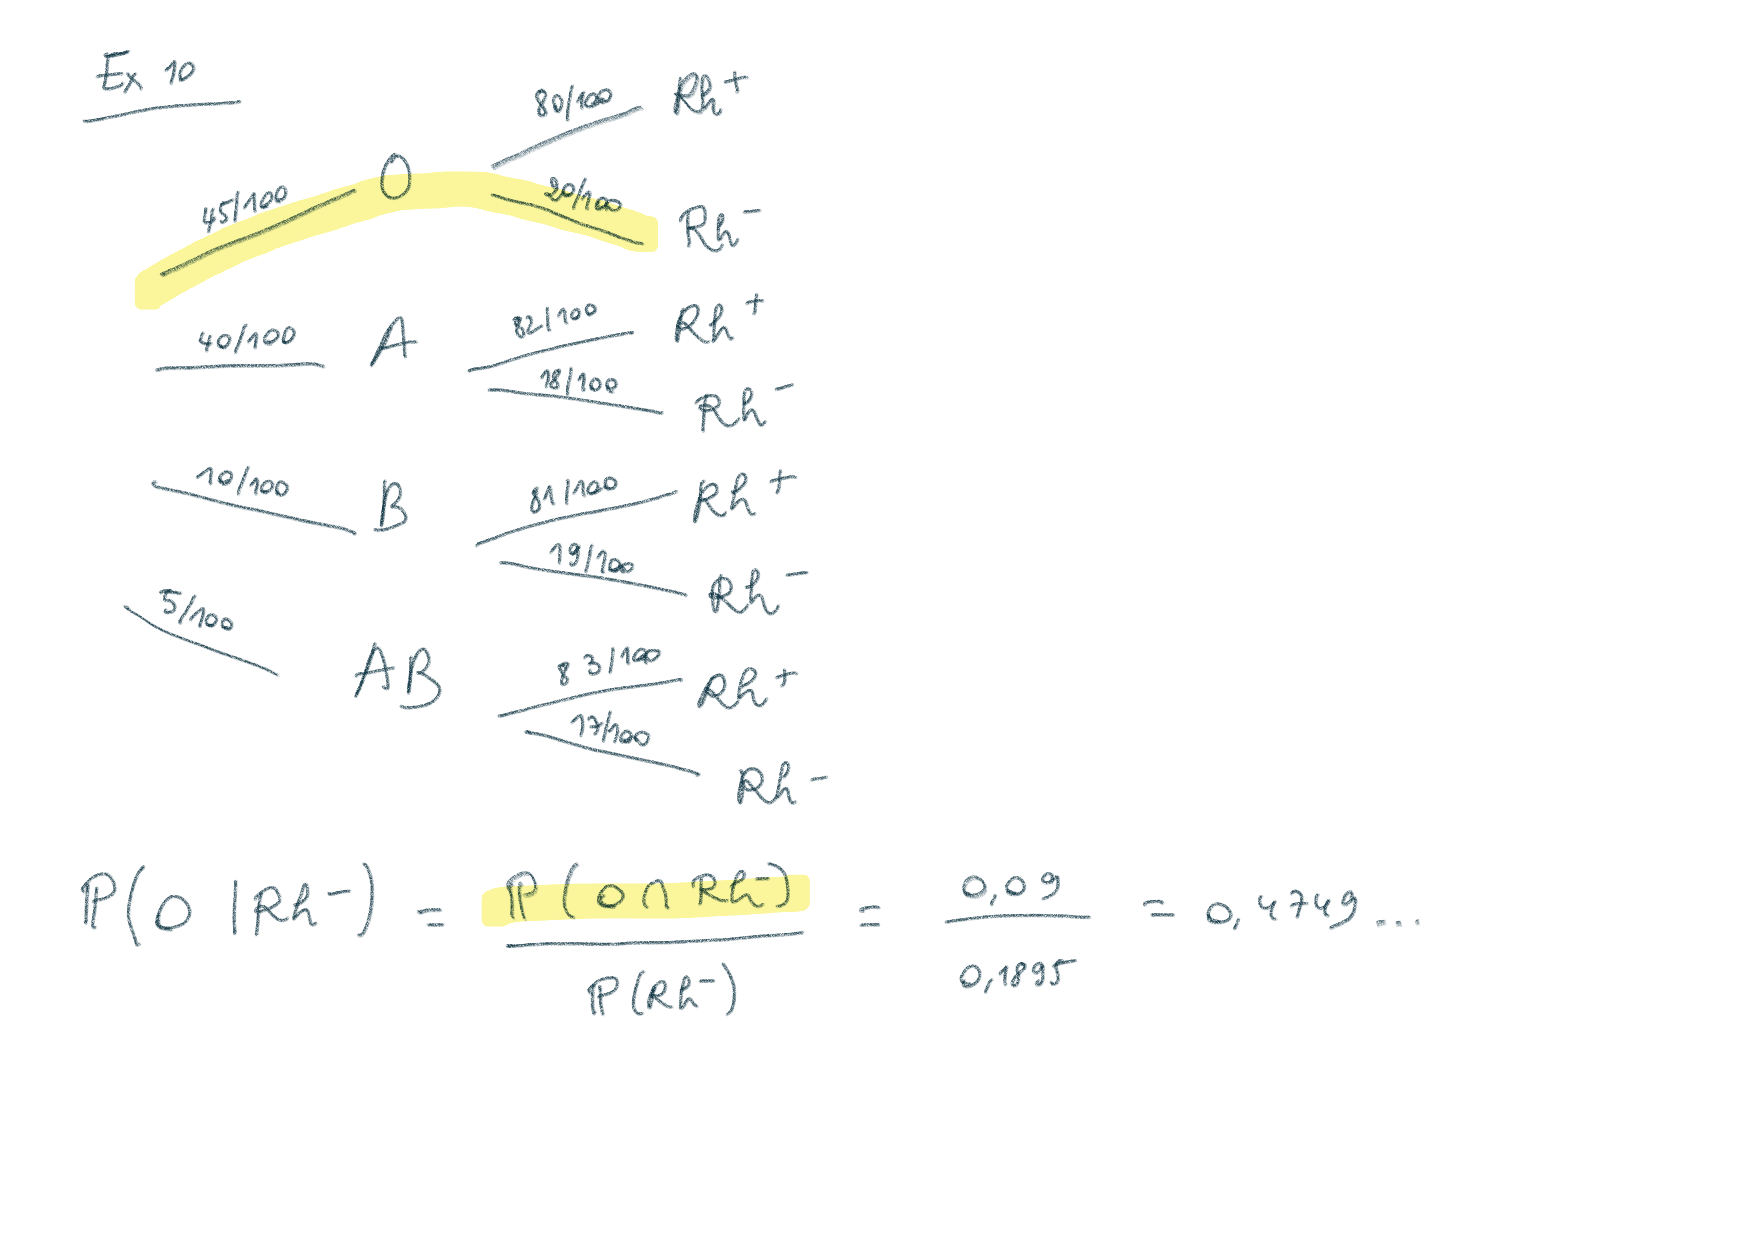 Ex 10
80/100 Rh+
45/100 O 20/100 Rh-
40/100 A 82/100 Rh+
18/100 Rh-
10/100 B 81/100 Rh+
19/100 Rh-
5/100 AB 83/100 Rh+
17/100 Rh-
ℙ(O | Rh-) = ℙ(O ∩ Rh-) / ℙ(Rh-) = 0,09 / 0,1895 = 0,4749...